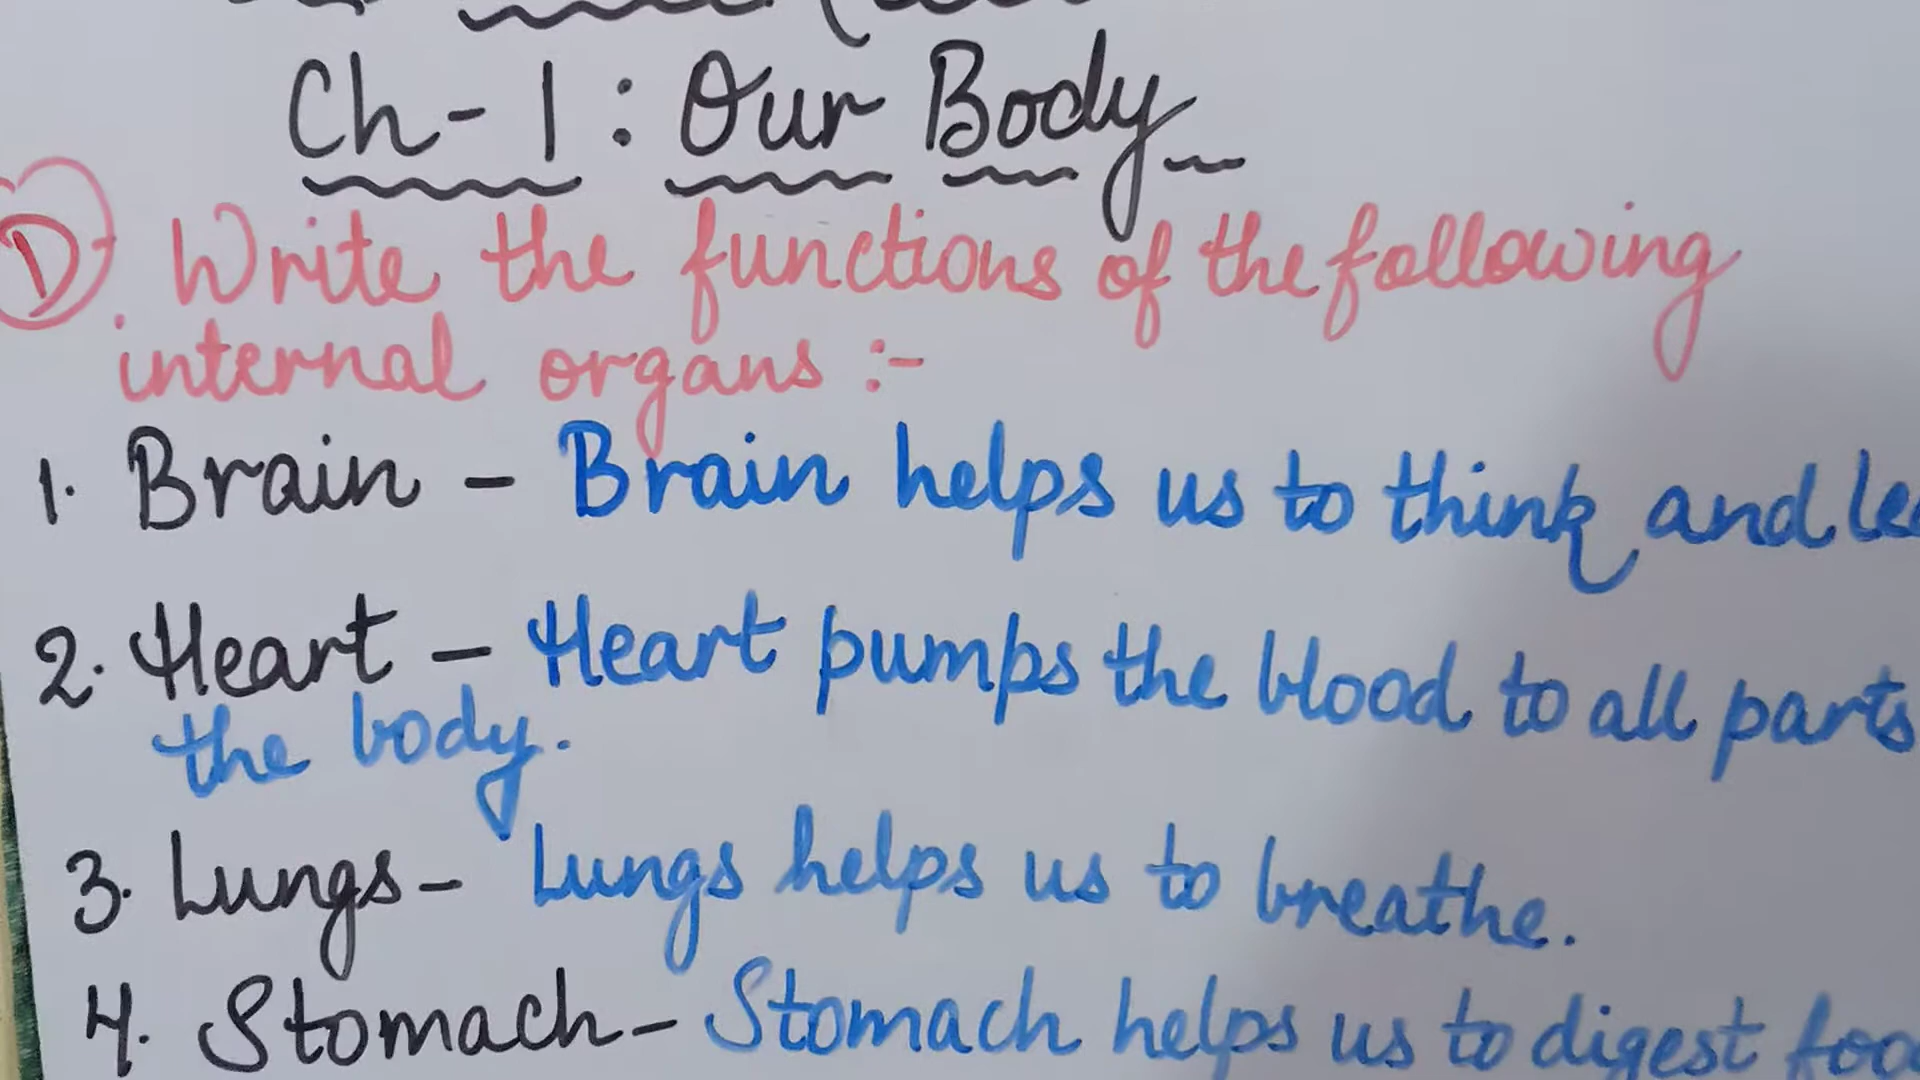 Ch-1: Our Body
D. Write the functions of the following
internal organs :-
1. Brain - Brain helps us to think and
2. Heart - Heart pumps the blood to all parts
the body.
3. Lungs - Lungs helps us to breathe.
4. Stomach - Stomach helps us to digest